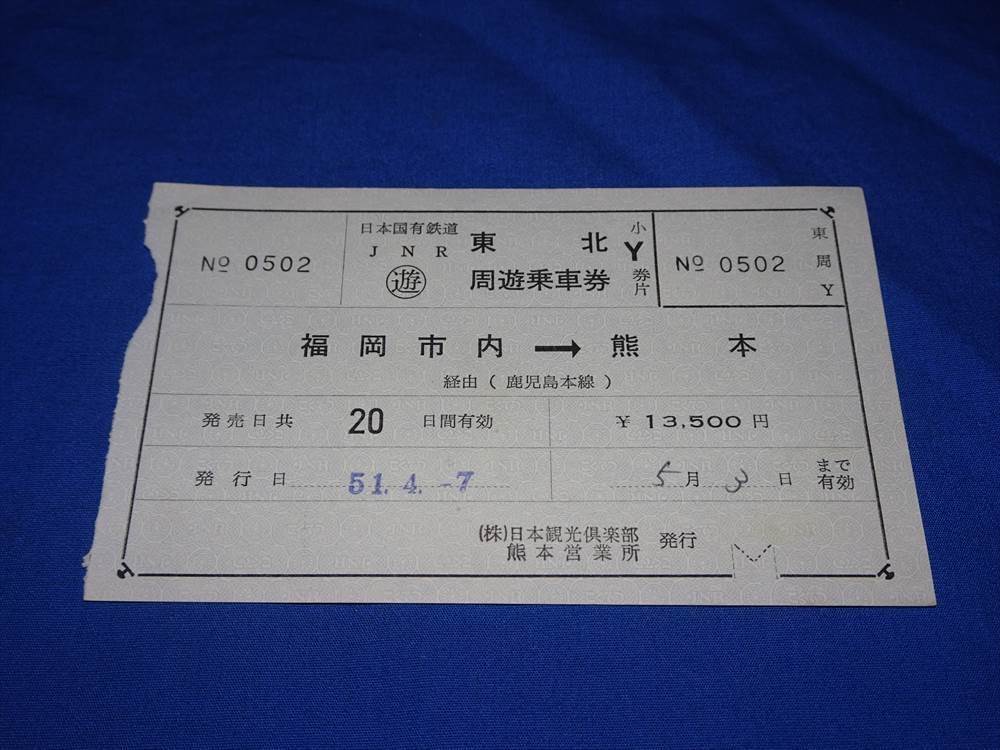 № 0502
日本国有鉄道
JNR
遊
東北
周遊乗車券
小
Y
券片
№ 0502
東周Y
福岡市内→熊本
経由(鹿児島本線)
発売日共 20 日間有効
¥13,500円
発行日 51.4.-7
5月3日まで有効
(株)日本観光倶楽部
熊本営業所
発行